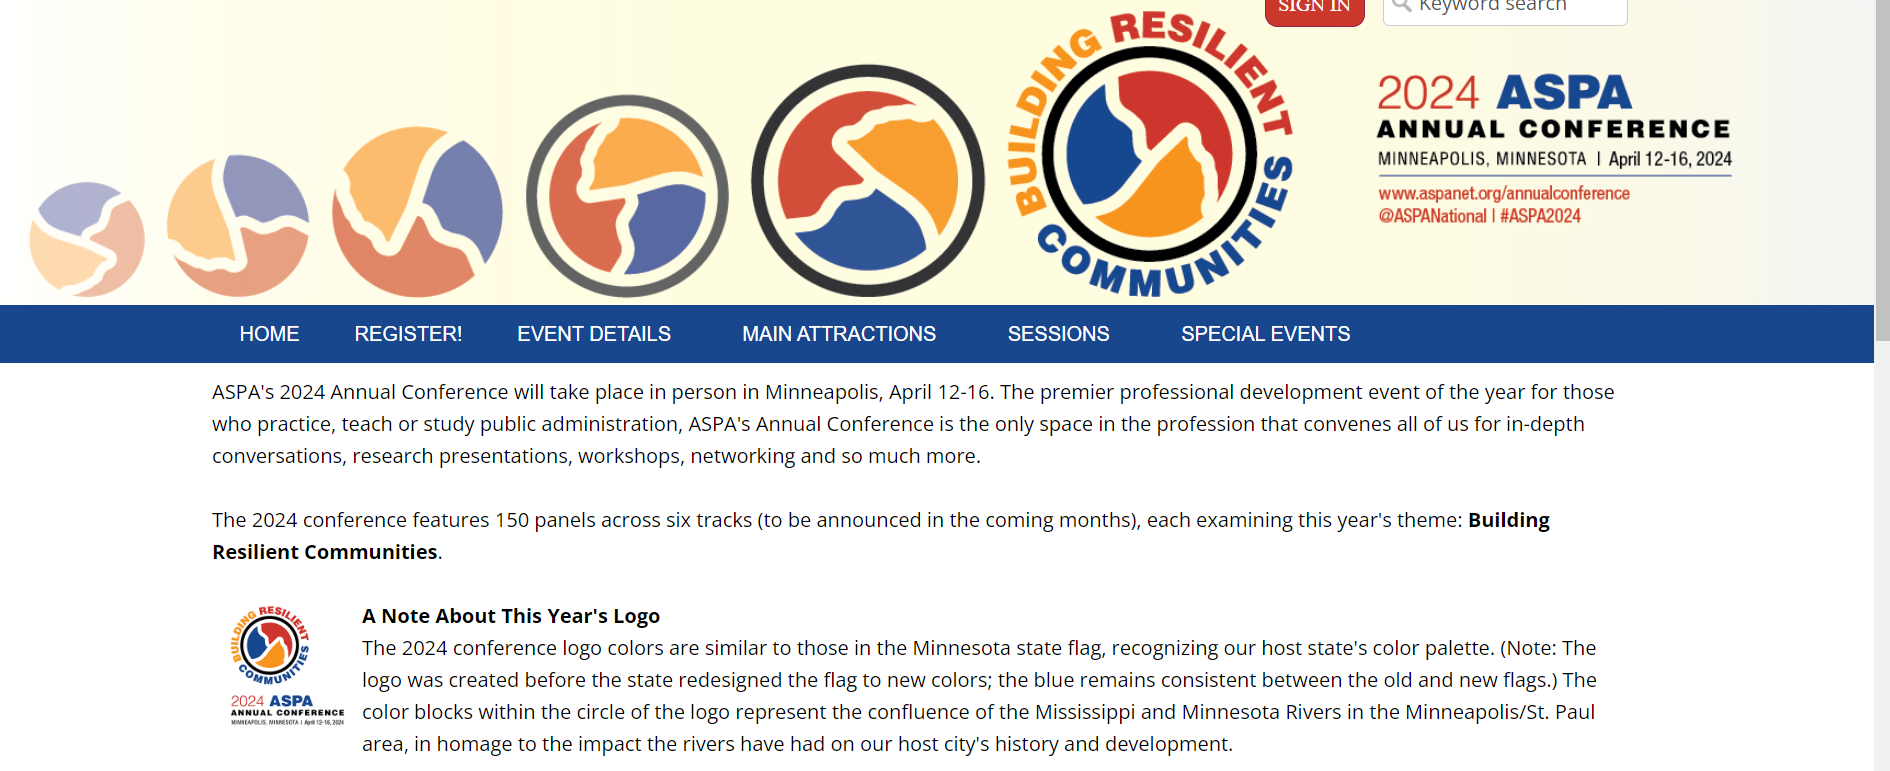 SIGN IN
Keyword search
BUILDING RESILIENT COMMUNITIES
2024 ASPA
ANNUAL CONFERENCE
MINNEAPOLIS, MINNESOTA | April 12-16, 2024
www.aspanet.org/annualconference
@ASPANational | #ASPA2024
HOME REGISTER! EVENT DETAILS MAIN ATTRACTIONS SESSIONS SPECIAL EVENTS
ASPA's 2024 Annual Conference will take place in person in Minneapolis, April 12-16. The premier professional development event of the year for those
who practice, teach or study public administration, ASPA's Annual Conference is the only space in the profession that convenes all of us for in-depth
conversations, research presentations, workshops, networking and so much more.
The 2024 conference features 150 panels across six tracks (to be announced in the coming months), each examining this year's theme: Building
Resilient Communities.
BUILDING RESILIENT COMMUNITIES
2024 ASPA
ANNUAL CONFERENCE
MINNEAPOLIS, MINNESOTA | April 12-16, 2024
A Note About This Year's Logo
The 2024 conference logo colors are similar to those in the Minnesota state flag, recognizing our host state's color palette. (Note: The
logo was created before the state redesigned the flag to new colors; the blue remains consistent between the old and new flags.) The
color blocks within the circle of the logo represent the confluence of the Mississippi and Minnesota Rivers in the Minneapolis/St. Paul
area, in homage to the impact the rivers have had on our host city's history and development.